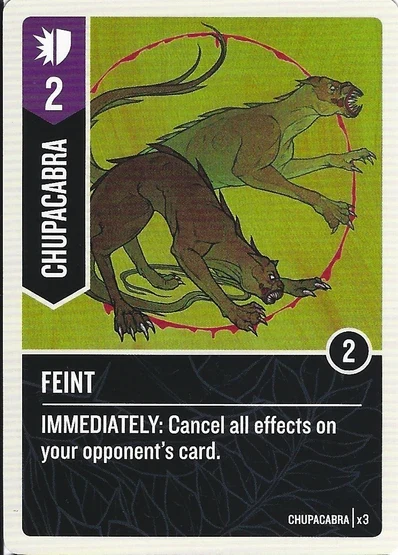 2
CHUPACABRA
2
FEINT
IMMEDIATELY: Cancel all effects on
your opponent's card.
CHUPACABRA | x3